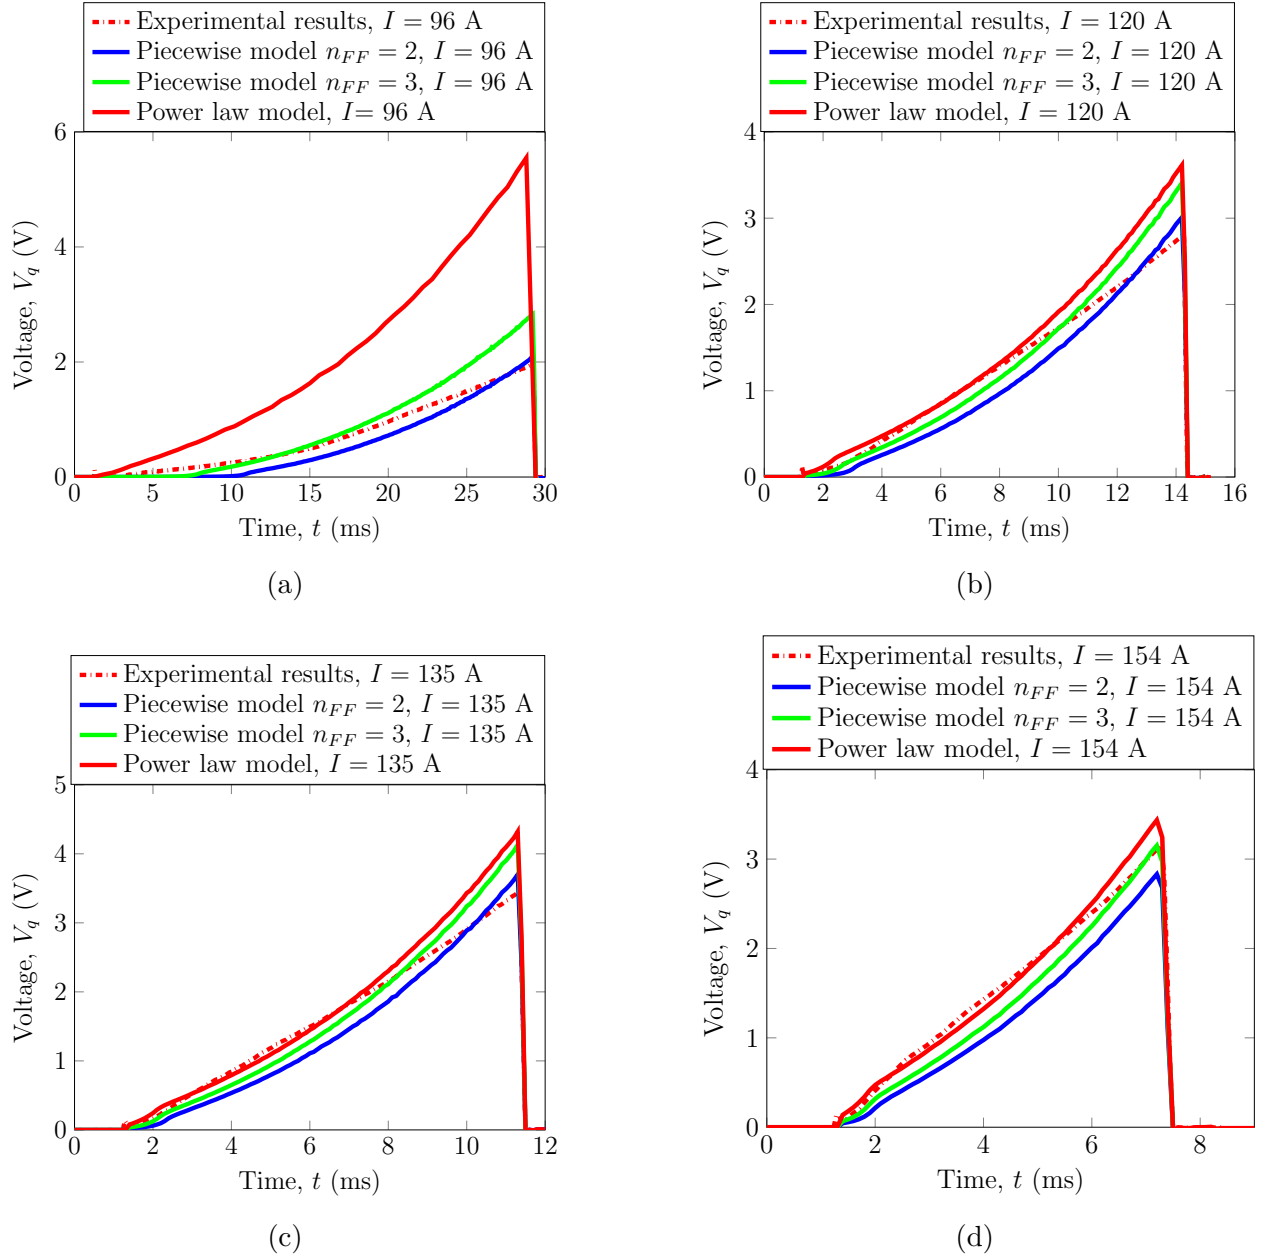 Experimental results, I = 96 A
Piecewise model n_FF = 2, I = 96 A
Piecewise model n_FF = 3, I = 96 A
Power law model, I= 96 A
6
4
2
0
Voltage, V_q (V)
0 5 10 15 20 25 30
Time, t (ms)
(a)
Experimental results, I = 120 A
Piecewise model n_FF = 2, I = 120 A
Piecewise model n_FF = 3, I = 120 A
Power law model, I = 120 A
4
3
2
1
0
Voltage, V_q (V)
0 2 4 6 8 10 12 14 16
Time, t (ms)
(b)
Experimental results, I = 135 A
Piecewise model n_FF = 2, I = 135 A
Piecewise model n_FF = 3, I = 135 A
Power law model, I = 135 A
5
4
3
2
1
0
Voltage, V_q (V)
0 2 4 6 8 10 12
Time, t (ms)
(c)
Experimental results, I = 154 A
Piecewise model n_FF = 2, I = 154 A
Piecewise model n_FF = 3, I = 154 A
Power law model, I = 154 A
4
3
2
1
0
Voltage, V_q (V)
0 2 4 6 8
Time, t (ms)
(d)